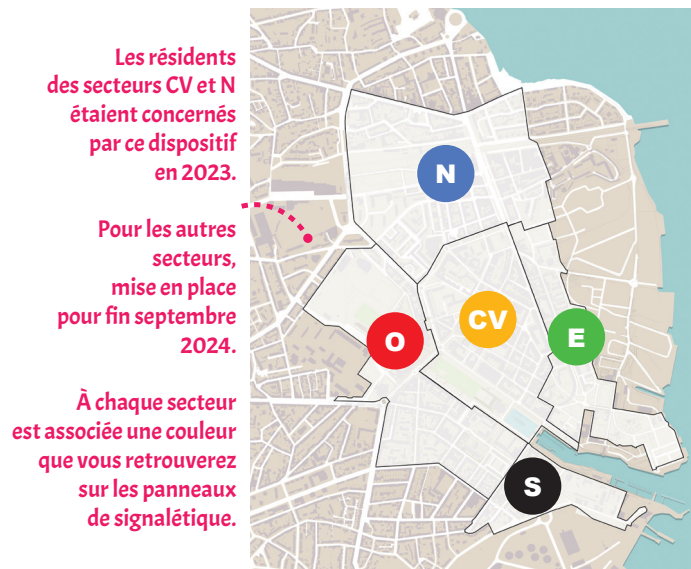 Les résidents
des secteurs CV et N
étaient concernés
par ce dispositif
en 2023.
Pour les autres
secteurs,
mise en place
pour fin septembre
2024.
À chaque secteur
est associée une couleur
que vous retrouverez
sur les panneaux
de signalétique.
N
CV
O
E
S